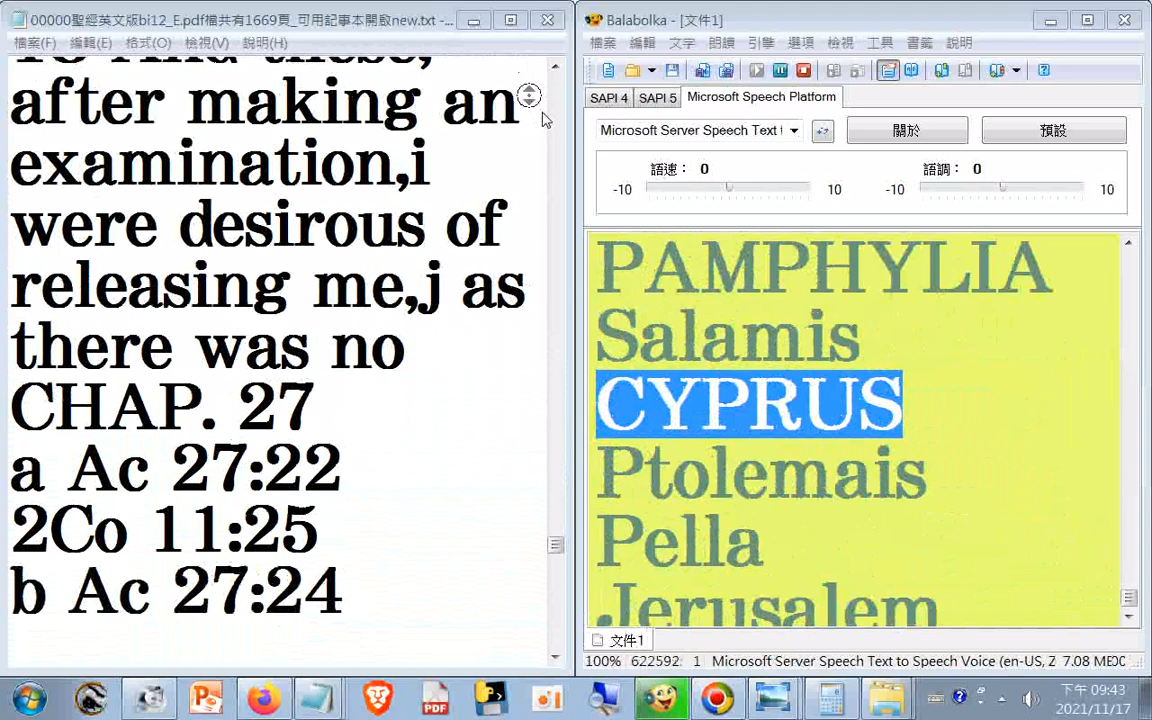 00000聖經英文版bi12_E.pdf檔共有1669頁_可用記事本開啟new.txt -...
檔案(F) 編輯(E) 格式(O) 檢視(V) 說明(H)
18 And these,
after making an
examination,i
were desirous of
releasing me,j as
there was no
CHAP. 27
a Ac 27:22
2Co 11:25
b Ac 27:24
Balabolka - [文件1]
檔案 編輯 文字 朗讀 引擎 選項 檢視 工具 書籤 說明
SAPI 4 SAPI 5 Microsoft Speech Platform
Microsoft Server Speech Text 關於 預設
語速： 0 語調： 0
-10 10 -10 10
PAMPHYLIA
Salamis
CYPRUS
Ptolemais
Pella
Jerusalem
文件1
100% 622592: 1 Microsoft Server Speech Text to Speech Voice (en-US, Z 7.08 ME
PDF
下午 09:43
2021/11/17